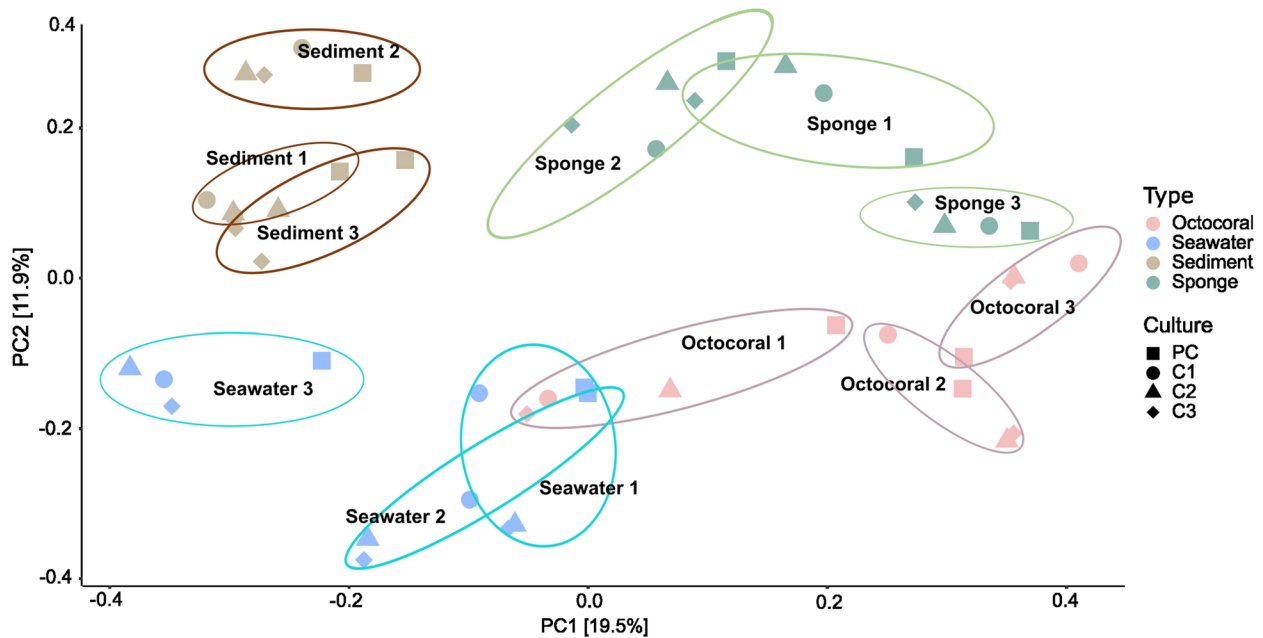 0.4
0.2
0.0
-0.2
-0.4
PC2 [11.9%]
-0.4
-0.2
0.0
0.2
0.4
PC1 [19.5%]
Sediment 2
Sediment 1
Sediment 3
Sponge 1
Sponge 2
Sponge 3
Octocoral 3
Octocoral 1
Octocoral 2
Seawater 3
Seawater 1
Seawater 2
Type
Octocoral
Seawater
Sediment
Sponge
Culture
PC
C1
C2
C3